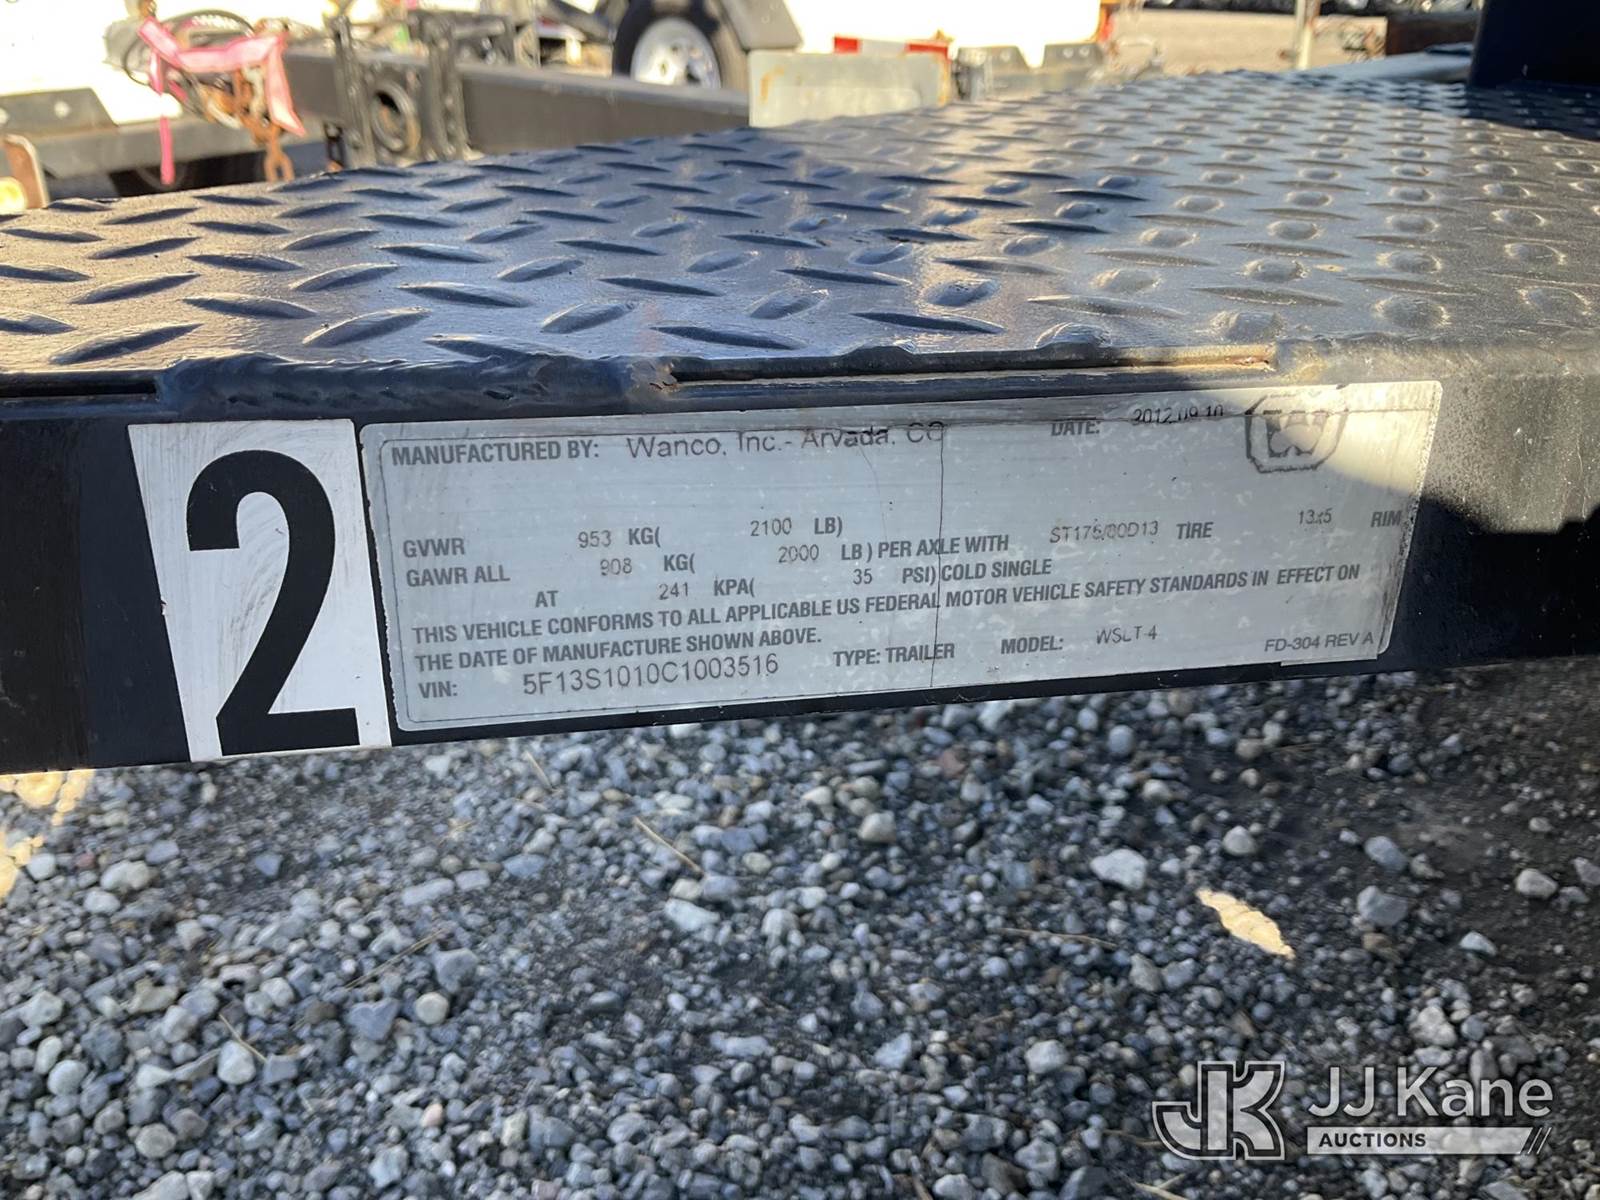 2
MANUFACTURED BY: Wanco, Inc.- Arvada, CO DATE: 2012.09.10
GVWR 953 KG( 2100 LB)
GAWR ALL 908 KG( 2000 LB) PER AXLE WITH ST175/80D13 TIRE 13x5 RIM
AT 241 KPA( 35 PSI) COLD SINGLE
THIS VEHICLE CONFORMS TO ALL APPLICABLE US FEDERAL MOTOR VEHICLE SAFETY STANDARDS IN EFFECT ON
THE DATE OF MANUFACTURE SHOWN ABOVE.
VIN: 5F13S1010C1003516 TYPE: TRAILER MODEL: WSLT-4 FD-304 REV A
JK JJ Kane
AUCTIONS